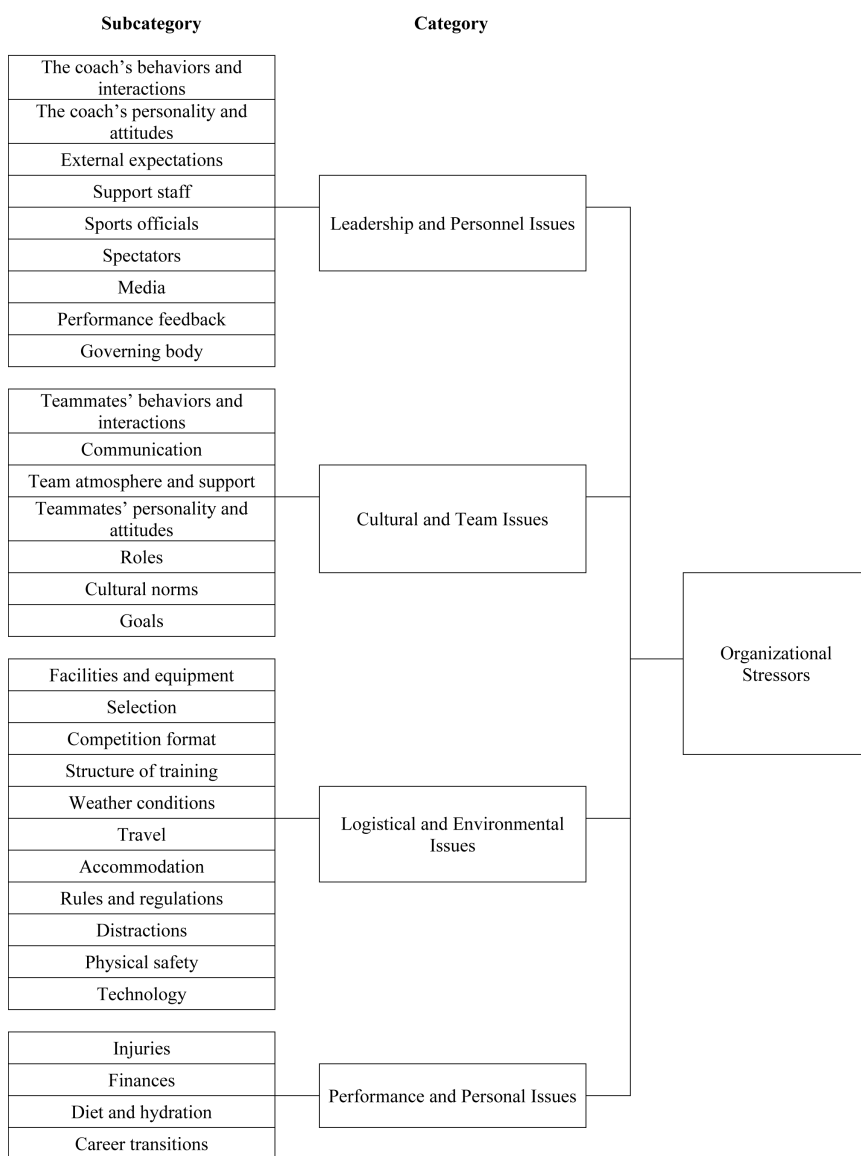 Subcategory
Category
The coach’s behaviors and
interactions
The coach’s personality and
attitudes
External expectations
Support staff
Sports officials
Spectators
Media
Performance feedback
Governing body
Leadership and Personnel Issues
Teammates’ behaviors and
interactions
Communication
Team atmosphere and support
Teammates’ personality and
attitudes
Roles
Cultural norms
Goals
Cultural and Team Issues
Facilities and equipment
Selection
Competition format
Structure of training
Weather conditions
Travel
Accommodation
Rules and regulations
Distractions
Physical safety
Technology
Logistical and Environmental
Issues
Injuries
Finances
Diet and hydration
Career transitions
Performance and Personal Issues
Organizational
Stressors